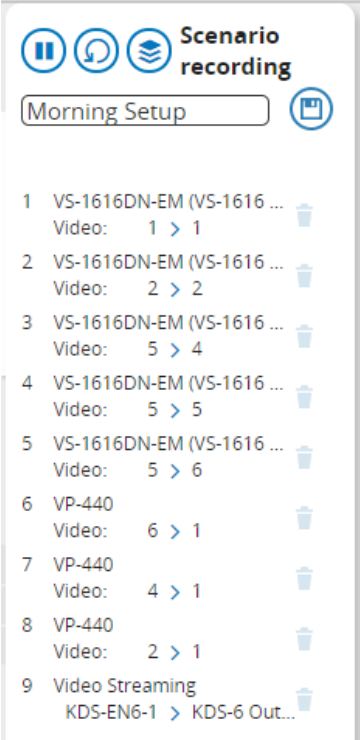 Scenario
recording
Morning Setup
1 VS-1616DN-EM (VS-1616 ...
Video: 1 > 1
2 VS-1616DN-EM (VS-1616 ...
Video: 2 > 2
3 VS-1616DN-EM (VS-1616 ...
Video: 5 > 4
4 VS-1616DN-EM (VS-1616 ...
Video: 5 > 5
5 VS-1616DN-EM (VS-1616 ...
Video: 5 > 6
6 VP-440
Video: 6 > 1
7 VP-440
Video: 4 > 1
8 VP-440
Video: 2 > 1
9 Video Streaming
KDS-EN6-1 > KDS-6 Out...